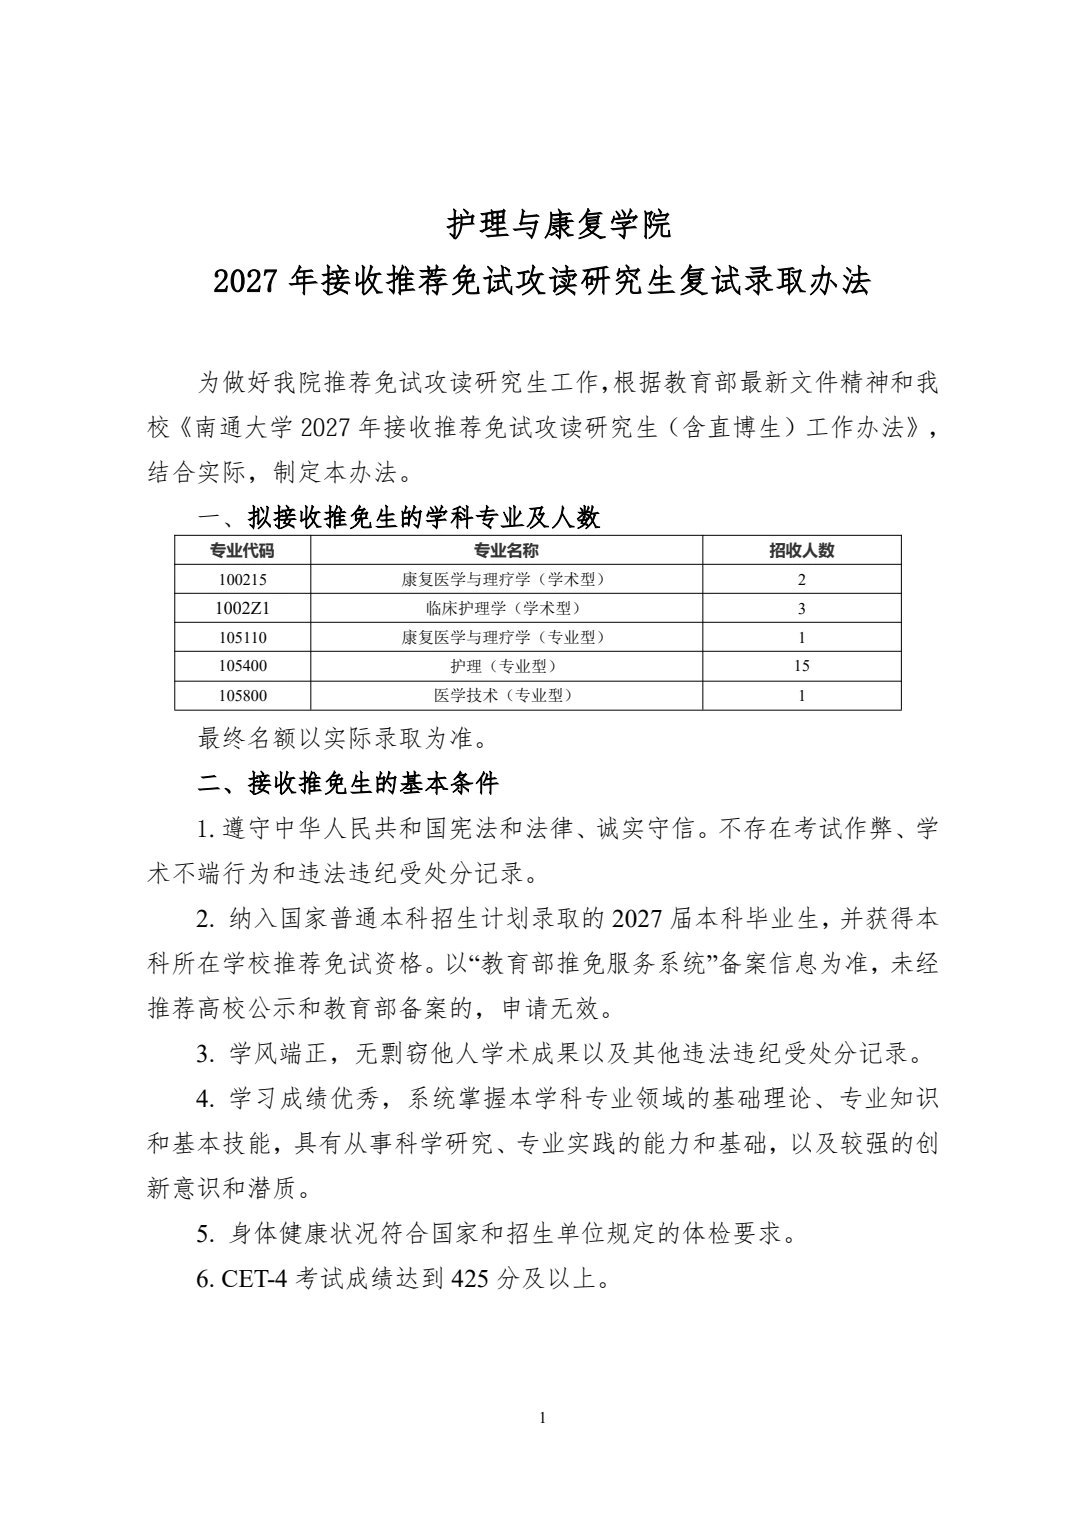 护理与康复学院
2027 年接收推荐免试攻读研究生复试录取办法
为做好我院推荐免试攻读研究生工作,根据教育部最新文件精神和我
校《南通大学 2027 年接收推荐免试攻读研究生（含直博生）工作办法》，
结合实际，制定本办法。
一、拟接收推免生的学科专业及人数
专业代码 专业名称 招收人数
100215 康复医学与理疗学（学术型） 2
1002Z1 临床护理学（学术型） 3
105110 康复医学与理疗学（专业型） 1
105400 护理（专业型） 15
105800 医学技术（专业型） 1
最终名额以实际录取为准。
二、接收推免生的基本条件
1.遵守中华人民共和国宪法和法律、诚实守信。不存在考试作弊、学
术不端行为和违法违纪受处分记录。
2. 纳入国家普通本科招生计划录取的 2027 届本科毕业生，并获得本
科所在学校推荐免试资格。以“教育部推免服务系统”备案信息为准，未经
推荐高校公示和教育部备案的，申请无效。
3. 学风端正，无剽窃他人学术成果以及其他违法违纪受处分记录。
4. 学习成绩优秀，系统掌握本学科专业领域的基础理论、专业知识
和基本技能，具有从事科学研究、专业实践的能力和基础，以及较强的创
新意识和潜质。
5. 身体健康状况符合国家和招生单位规定的体检要求。
6. CET-4 考试成绩达到 425 分及以上。
1